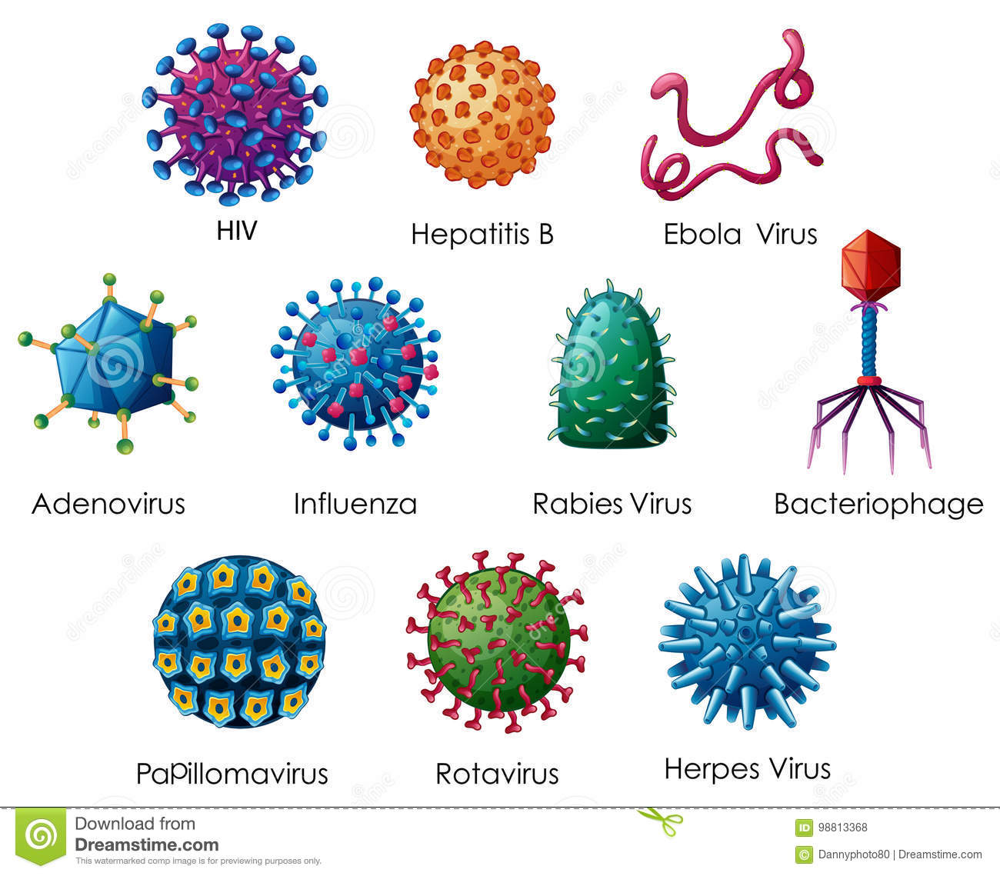 HIV
Hepatitis B
Ebola Virus
Adenovirus
Influenza
Rabies Virus
Bacteriophage
Papillomavirus
Rotavirus
Herpes Virus
dreamstime
Download from
Dreamstime.com
This watermarked comp image is for previewing purposes only.
ID 98813368
© Dannyphoto80 | Dreamstime.com